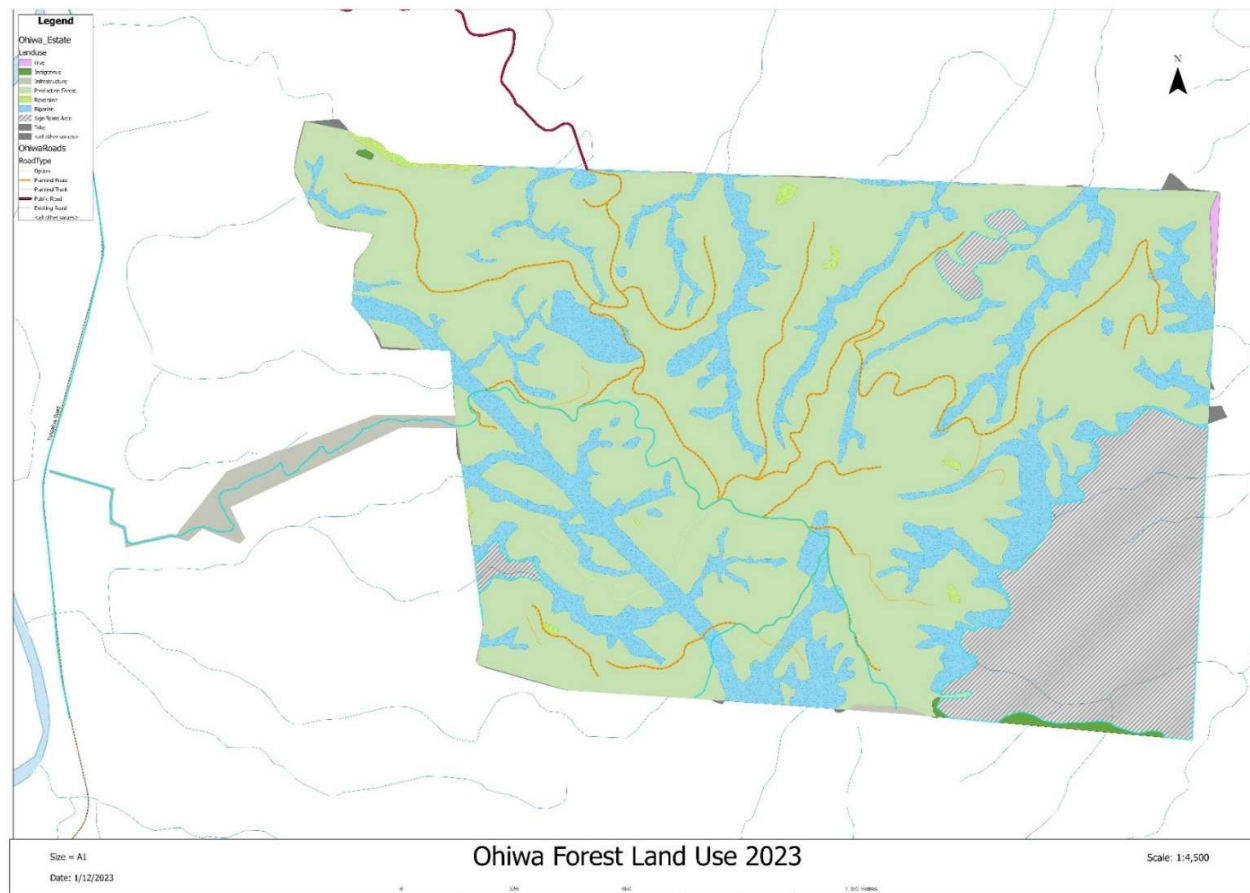 Legend
Ohiwa_Estate
Landuse
Indigenous
Infrastructure
Production Forest
Reversion
Riparian
<all other values>
OhiwaRoads
RoadType
Option
Planned Road
Planned Track
Public Road
Existing Road
<all other values>
N
Size = A1
Date: 1/12/2023
Ohiwa Forest Land Use 2023
Scale: 1:4,500